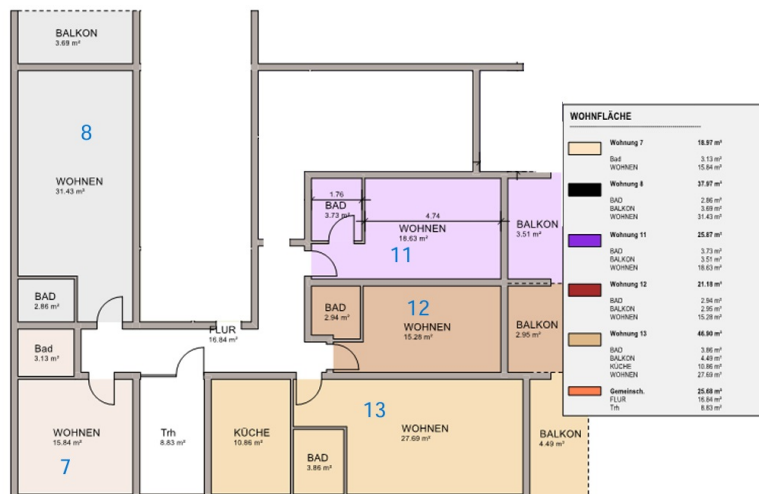 BALKON
3.69 m²
8
WOHNEN
31.43 m²
BAD
2.86 m²
Bad
3.13 m²
WOHNEN
15.84 m²
7
FLUR
16.84 m²
Trh
8.83 m²
1.76
BAD
3.73 m²
4.74
WOHNEN
18.63 m²
11
BALKON
3.51 m²
BAD
2.94 m²
12
WOHNEN
15.28 m²
BALKON
2.95 m²
KÜCHE
10.86 m²
13
BAD
3.86 m²
WOHNEN
27.69 m²
BALKON
4.49 m²
WOHNFLÄCHE
Wohnung 7 18.97 m²
Bad 3.13 m²
WOHNEN 15.84 m²
Wohnung 8 37.97 m²
BAD 2.86 m²
BALKON 3.69 m²
WOHNEN 31.43 m²
Wohnung 11 25.87 m²
BAD 3.73 m²
BALKON 3.51 m²
WOHNEN 18.63 m²
Wohnung 12 21.18 m²
BAD 2.94 m²
BALKON 2.95 m²
WOHNEN 15.28 m²
Wohnung 13 46.90 m²
BAD 3.86 m²
BALKON 4.49 m²
KÜCHE 10.86 m²
WOHNEN 27.69 m²
Gemeinsch. 25.68 m²
FLUR 16.84 m²
Trh 8.83 m²